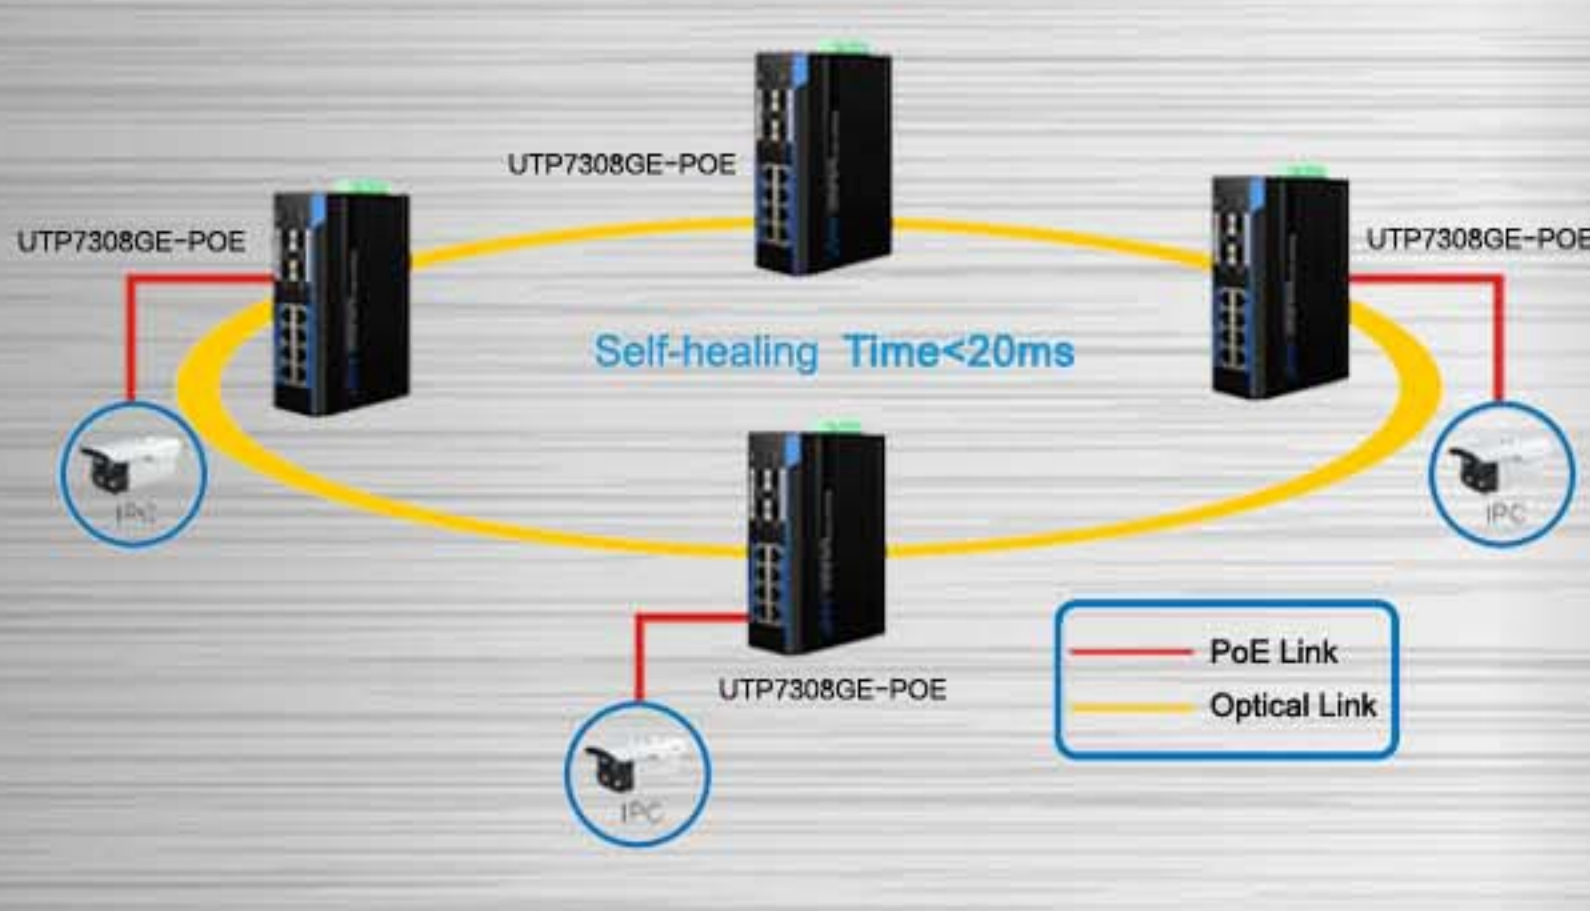 UTP7308GE-POE
UTP7308GE-POE
UTP7308GE-POE
Self-healing Time<20ms
IPC
IPC
PoE Link
Optical Link
UTP7308GE-POE
IPC